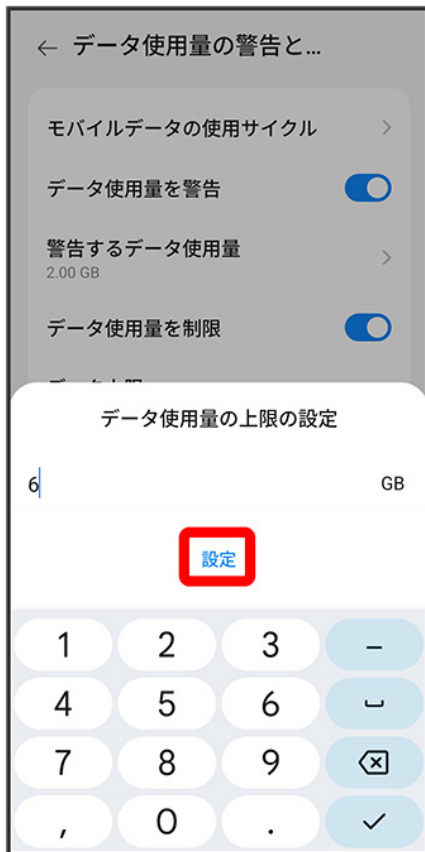 ← データ使用量の警告と...
モバイルデータの使用サイクル
データ使用量を警告
警告するデータ使用量
2.00 GB
データ使用量を制限
データ使用量の上限の設定
6 GB
設定
1 2 3 –
4 5 6
7 8 9
, 0 .